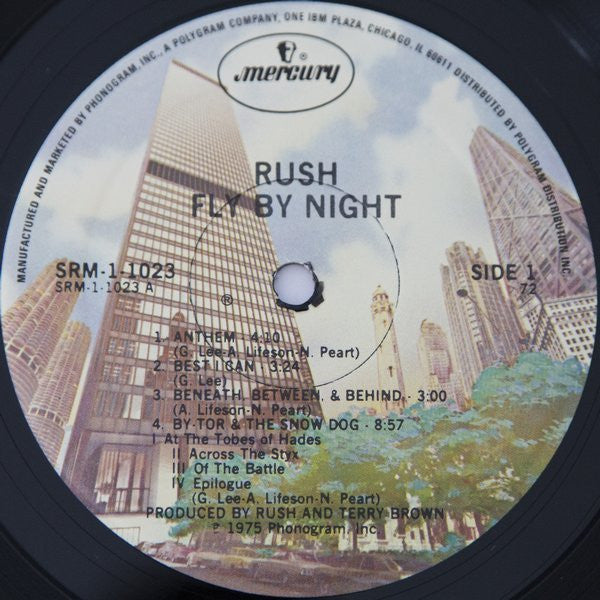 MANUFACTURED AND MARKETED BY PHONOGRAM, INC., A POLYGRAM COMPANY, ONE IBM PLAZA, CHICAGO, IL 60611 DISTRIBUTED BY POLYGRAM DISTRIBUTION INC.
mercury ®
RUSH
FLY BY NIGHT
SRM-1-1023 SIDE 1
SRM-1-1023 A 72
®
1. ANTHEM - 4:10
(G. Lee-A. Lifeson-N. Peart)
2. BEST I CAN - 3:24
(G. Lee)
3. BENEATH, BETWEEN, & BEHIND - 3:00
(A. Lifeson-N. Peart)
4. BY-TOR & THE SNOW DOG - 8:57
I At The Tobes of Hades
II Across The Styx
III Of The Battle
IV Epilogue
(G. Lee-A. Lifeson-N. Peart)
PRODUCED BY RUSH AND TERRY BROWN
℗ 1975 Phonogram, Inc.